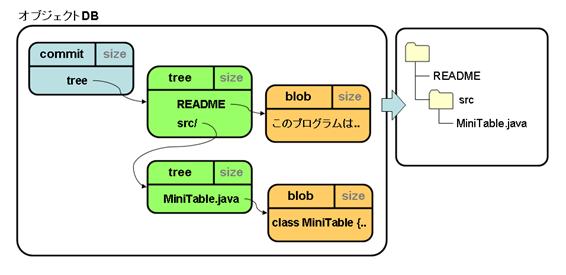 オブジェクトDB
commit size
tree
tree size
README
src/
blob size
このプログラムは..
tree size
MiniTable.java
blob size
class MiniTable {..
README
src
MiniTable.java